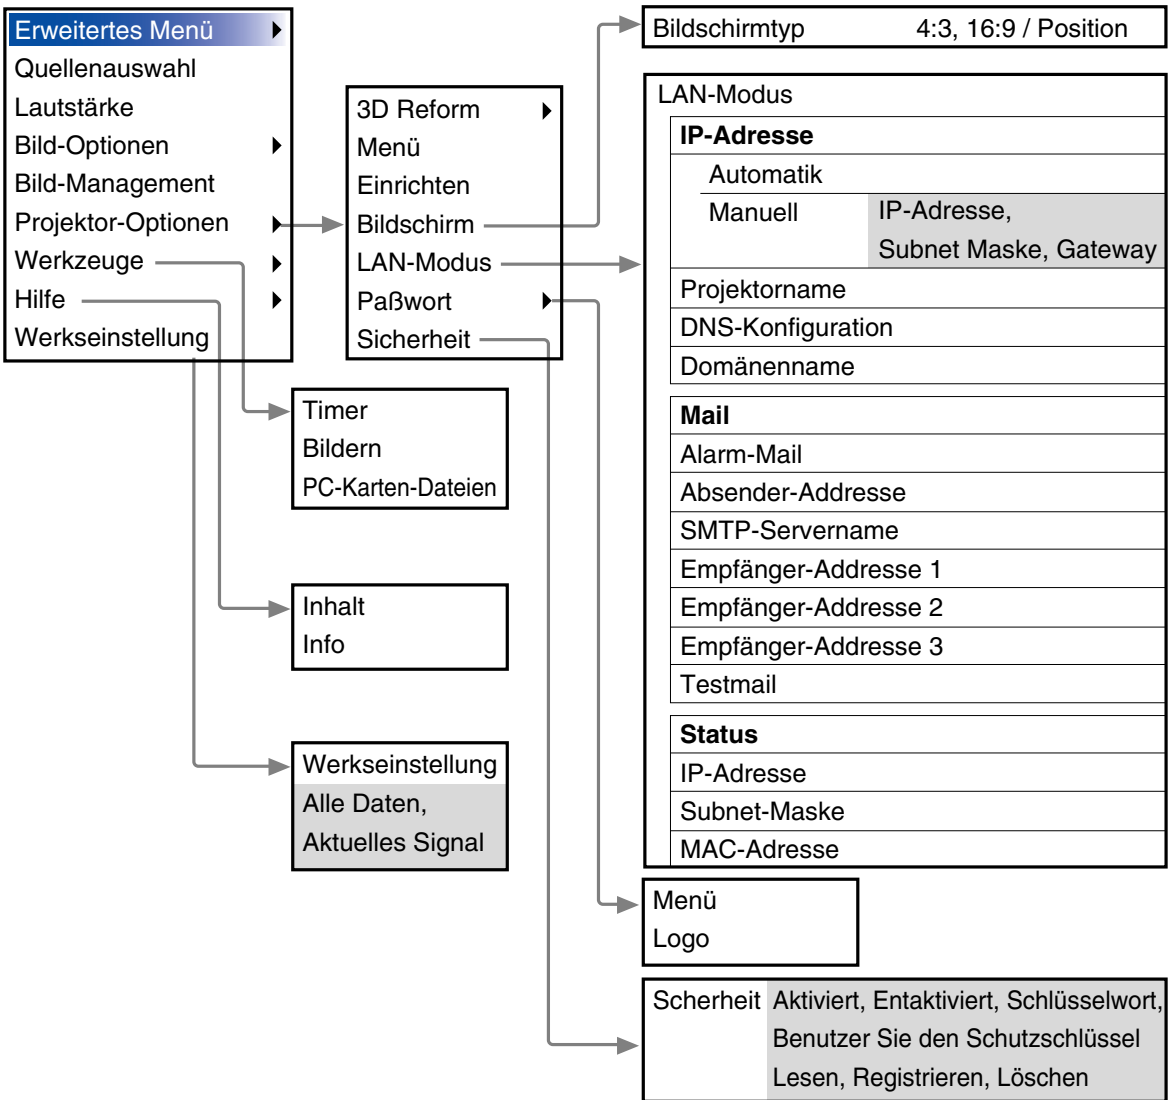 Erweitertes Menü
Quellenauswahl
Lautstärke
Bild-Optionen
Bild-Management
Projektor-Optionen
Werkzeuge
Hilfe
Werkseinstellung
3D Reform
Menü
Einrichten
Bildschirm
LAN-Modus
Paßwort
Sicherheit
Timer
Bildern
PC-Karten-Dateien
Inhalt
Info
Werkseinstellung
Alle Daten,
Aktuelles Signal
Bildschirmtyp 4:3, 16:9 / Position
LAN-Modus
IP-Adresse
Automatik
Manuell IP-Adresse,
Subnet Maske, Gateway
Projektorname
DNS-Konfiguration
Domänenname
Mail
Alarm-Mail
Absender-Addresse
SMTP-Servername
Empfänger-Addresse 1
Empfänger-Addresse 2
Empfänger-Addresse 3
Testmail
Status
IP-Adresse
Subnet-Maske
MAC-Adresse
Menü
Logo
Scherheit Aktiviert, Entaktiviert, Schlüsselwort,
Benutzer Sie den Schutzschlüssel
Lesen, Registrieren, Löschen